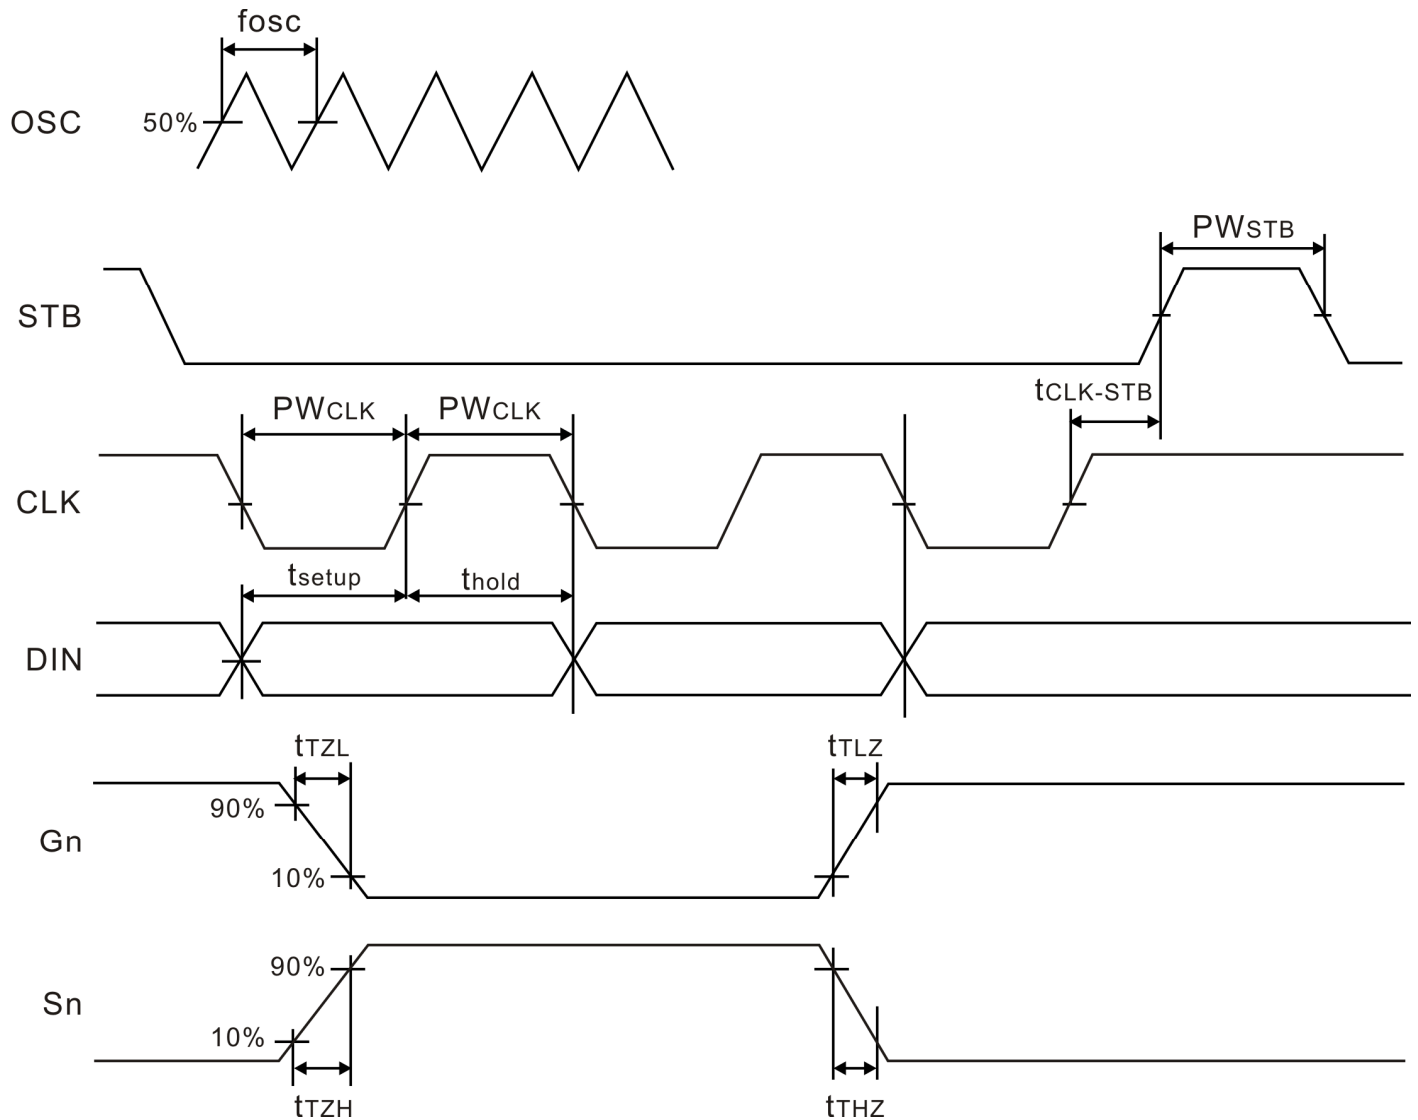 fosc
OSC
50%
PWSTB
STB
tCLK-STB
PWCLK PWCLK
CLK
tsetup thold
DIN
tTZL tTLZ
90%
Gn
10%
90%
Sn
10%
tTZH tTHZ